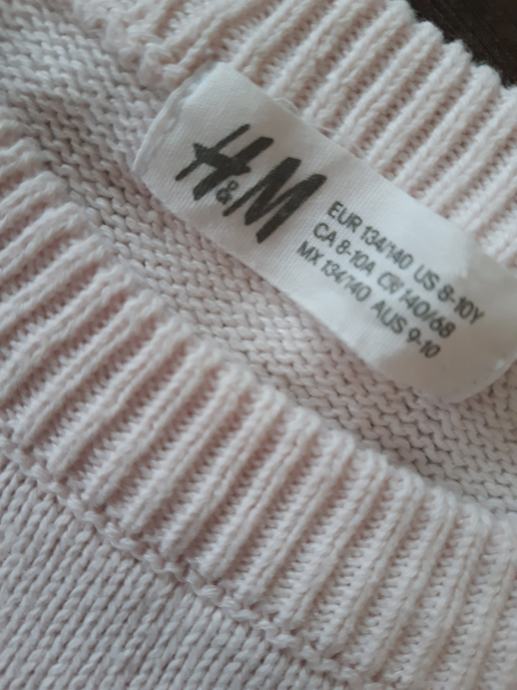 H&M
EUR 134/140 US 8-10Y
CA 8-10A CN 140/68
MX 134/140 AUS 9-10